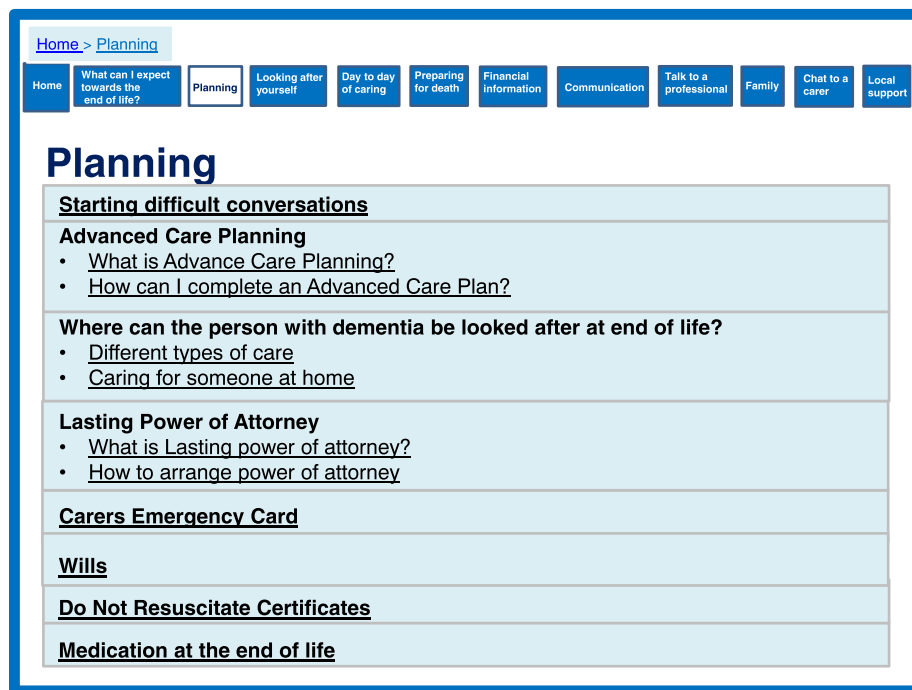 Home > Planning
Home
What can I expect
towards the
end of life?
Planning
Looking after
yourself
Day to day
of caring
Preparing
for death
Financial
information
Communication
Talk to a
professional
Family
Chat to a
carer
Local
support
Planning
Starting difficult conversations
Advanced Care Planning
• What is Advance Care Planning?
• How can I complete an Advanced Care Plan?
Where can the person with dementia be looked after at end of life?
• Different types of care
• Caring for someone at home
Lasting Power of Attorney
• What is Lasting power of attorney?
• How to arrange power of attorney
Carers Emergency Card
Wills
Do Not Resuscitate Certificates
Medication at the end of life